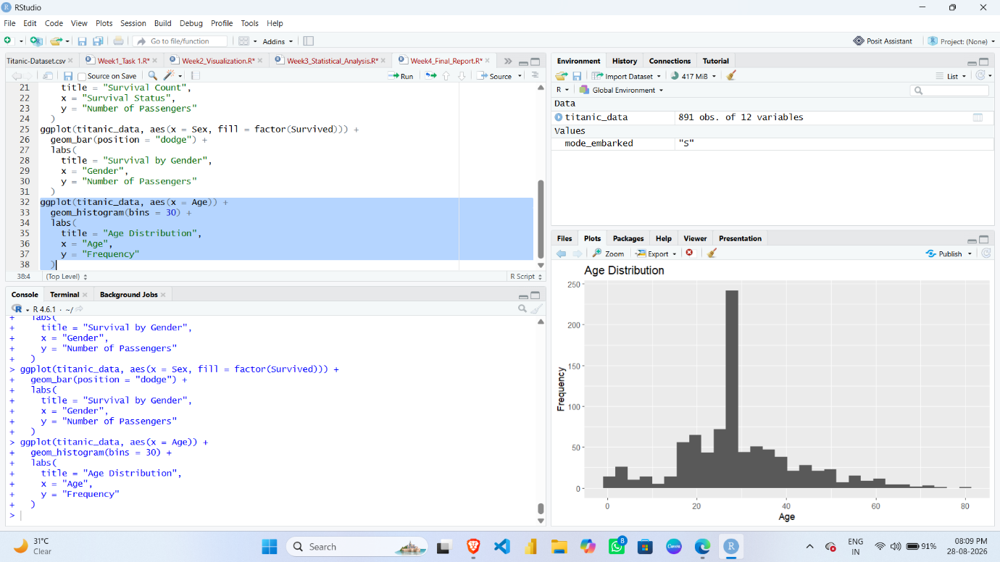 RStudio
File Edit Code View Plots Session Build Debug Profile Tools Help
Go to file/function Addins Posit Assistant Project: (None)
Titanic-Dataset.csv Week1_Task 1.R* Week2_Visualization.R* Week3_Statistical_Analysis.R* Week4_Final_Report.R*
Source on Save Run Source
21 title = "Survival Count",
22 x = "Survival Status",
23 y = "Number of Passengers"
24 )
25 ggplot(titanic_data, aes(x = Sex, fill = factor(Survived))) +
26 geom_bar(position = "dodge") +
27 labs(
28 title = "Survival by Gender",
29 x = "Gender",
30 y = "Number of Passengers"
31 )
32 ggplot(titanic_data, aes(x = Age)) +
33 geom_histogram(bins = 30) +
34 labs(
35 title = "Age Distribution",
36 x = "Age",
37 y = "Frequency"
38 )
38:4 (Top Level) R Script
Console Terminal Background Jobs
R 4.6.1 · ~/
+ labs(
+ title = "Survival by Gender",
+ x = "Gender",
+ y = "Number of Passengers"
+ )
> ggplot(titanic_data, aes(x = Sex, fill = factor(Survived))) +
+ geom_bar(position = "dodge") +
+ labs(
+ title = "Survival by Gender",
+ x = "Gender",
+ y = "Number of Passengers"
+ )
> ggplot(titanic_data, aes(x = Age)) +
+ geom_histogram(bins = 30) +
+ labs(
+ title = "Age Distribution",
+ x = "Age",
+ y = "Frequency"
+ )
>
Environment History Connections Tutorial
Import Dataset 417 MiB List
R Global Environment
Data
titanic_data 891 obs. of 12 variables
Values
mode_embarked "S"
Files Plots Packages Help Viewer Presentation
Zoom Export Publish
Age Distribution
250
200
150
100
50
0
Frequency
0 20 40 60 80
Age
31°C
Clear
Search
8
ENG
IN
91%
08:09 PM
28-08-2026